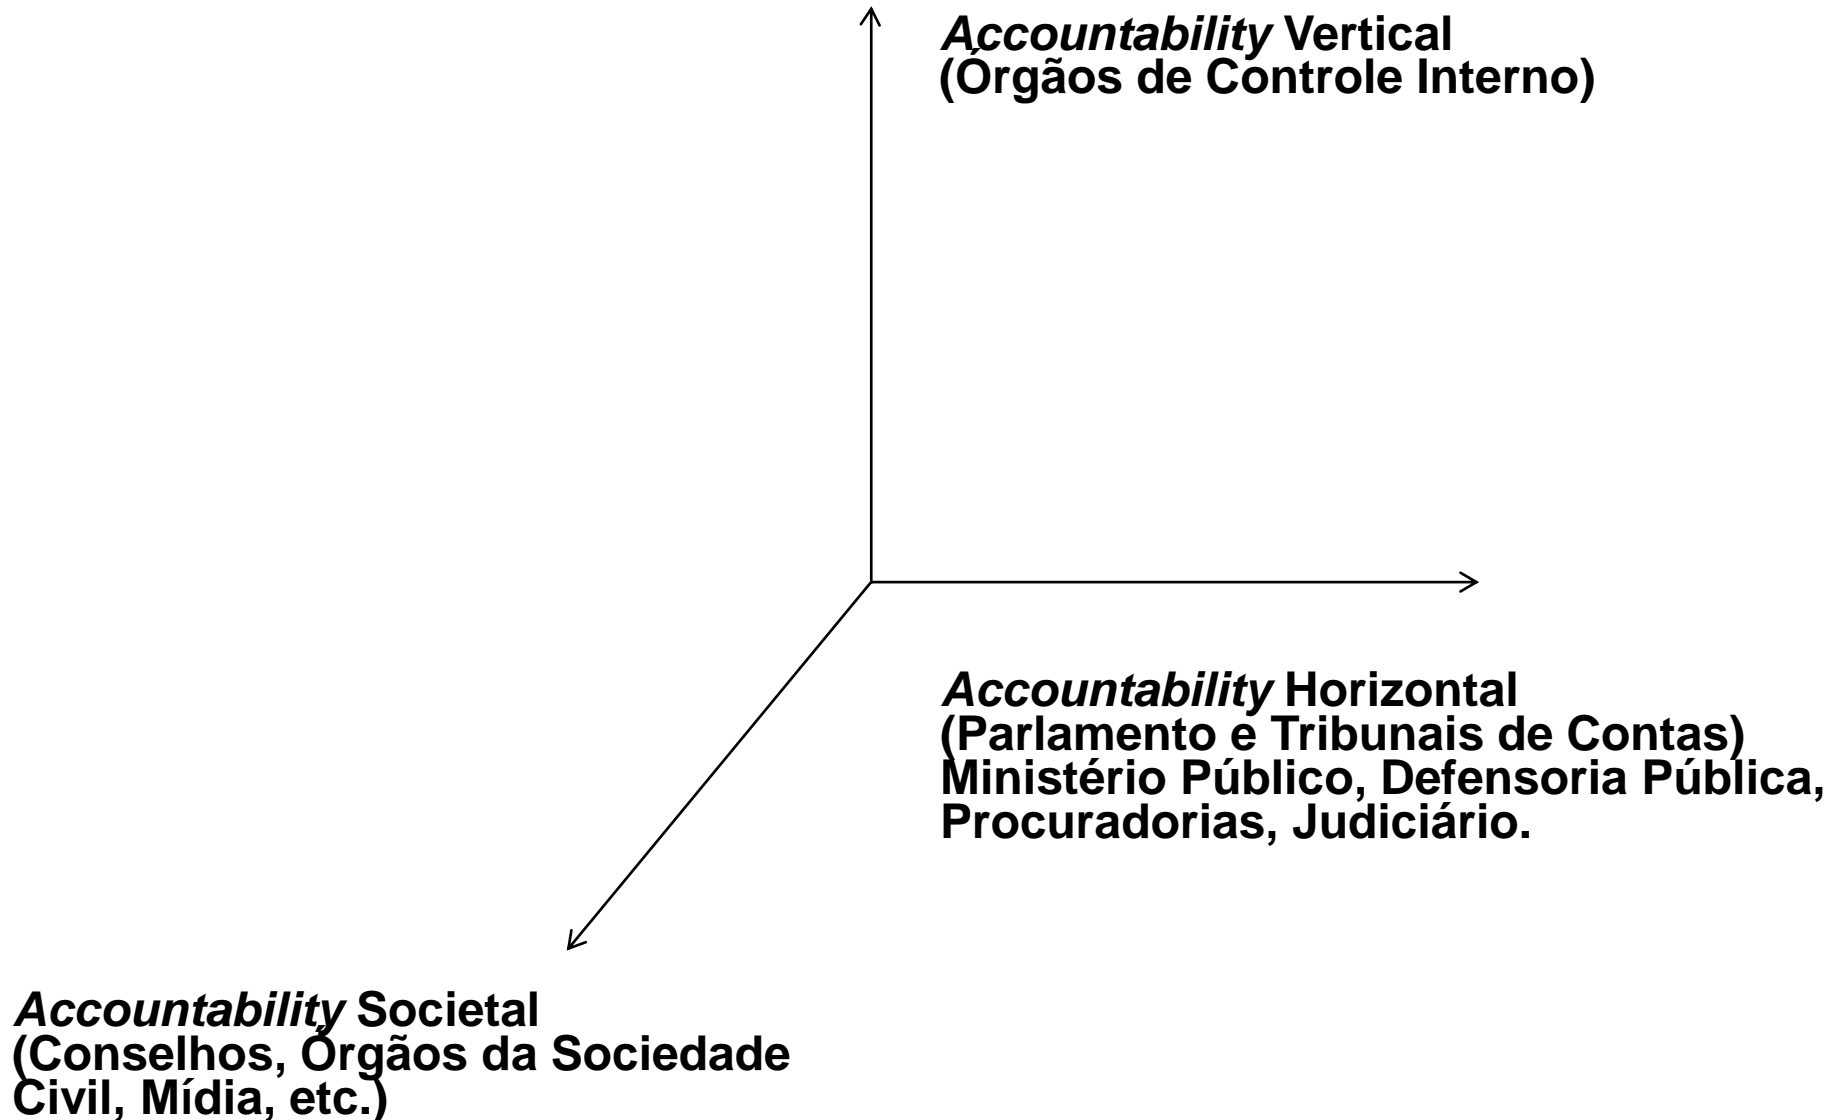 Accountability Vertical
(Órgãos de Controle Interno)
Accountability Horizontal
(Parlamento e Tribunais de Contas)
Ministério Público, Defensoria Pública,
Procuradorias, Judiciário.
Accountability Societal
(Conselhos, Órgãos da Sociedade
Civil, Mídia, etc.)